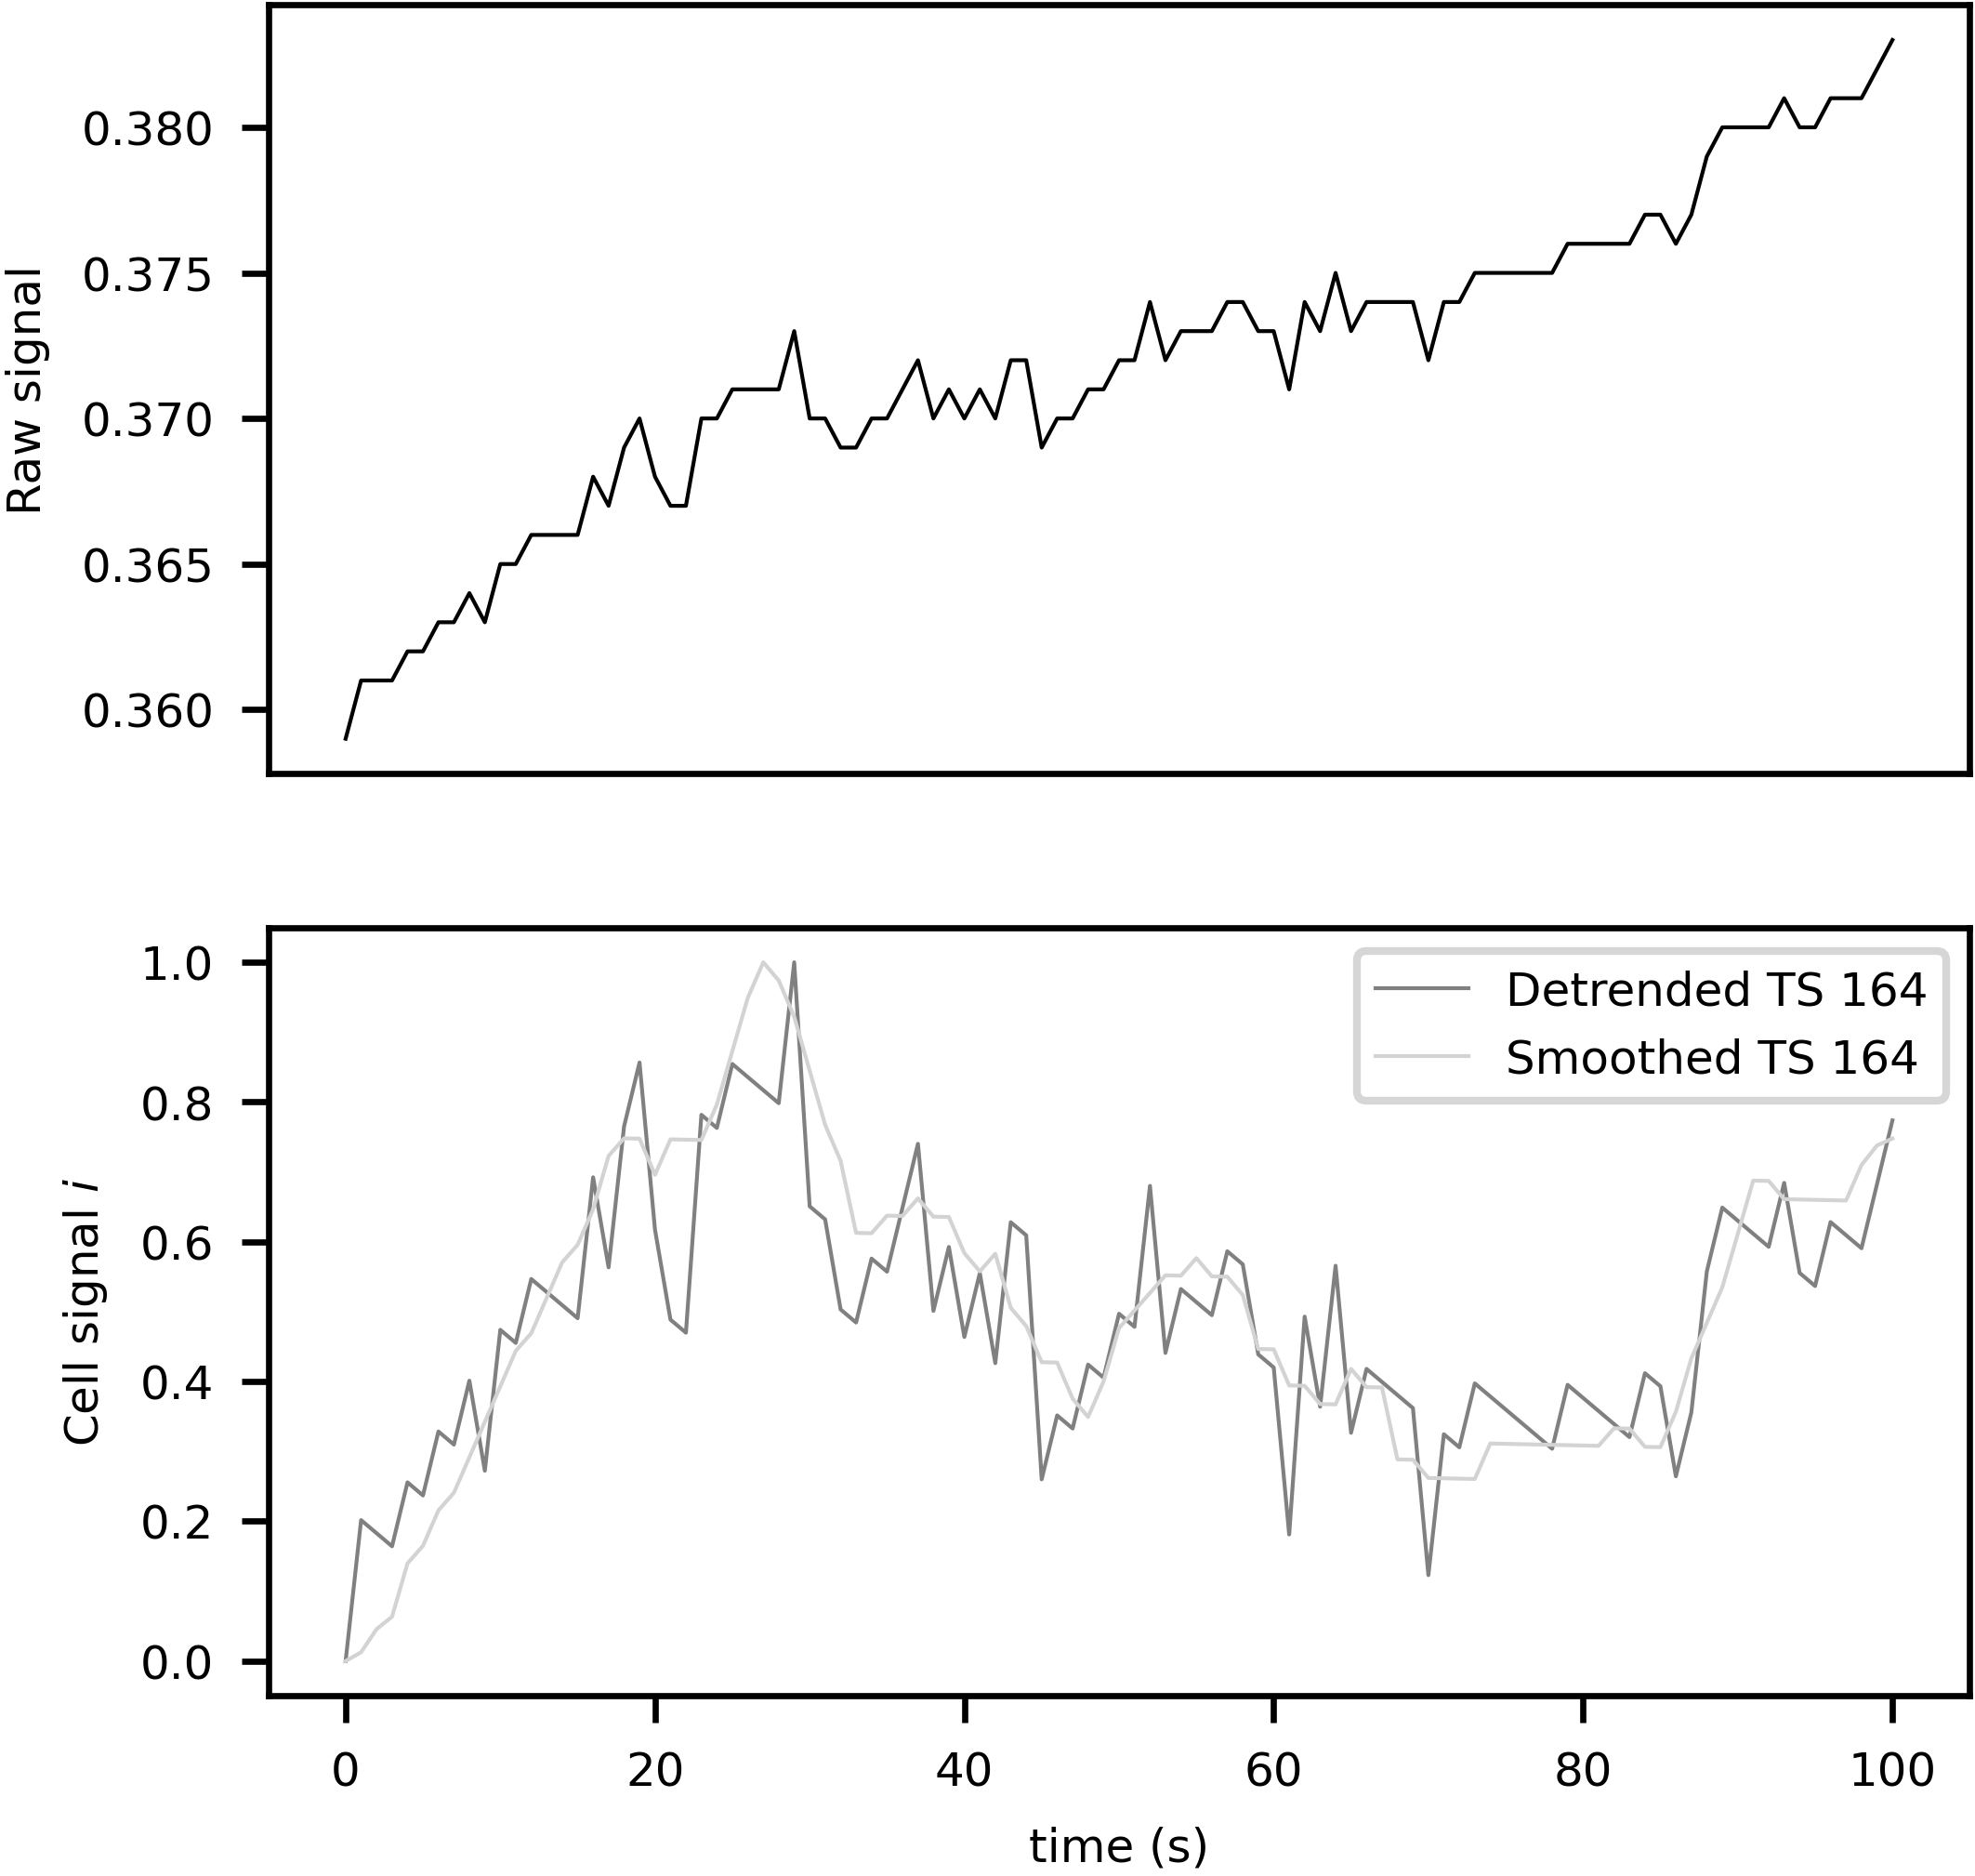 Raw signal
0.380
0.375
0.370
0.365
0.360
Cell signal i
1.0
0.8
0.6
0.4
0.2
0.0
Detrended TS 164
Smoothed TS 164
0 20 40 60 80 100
time (s)